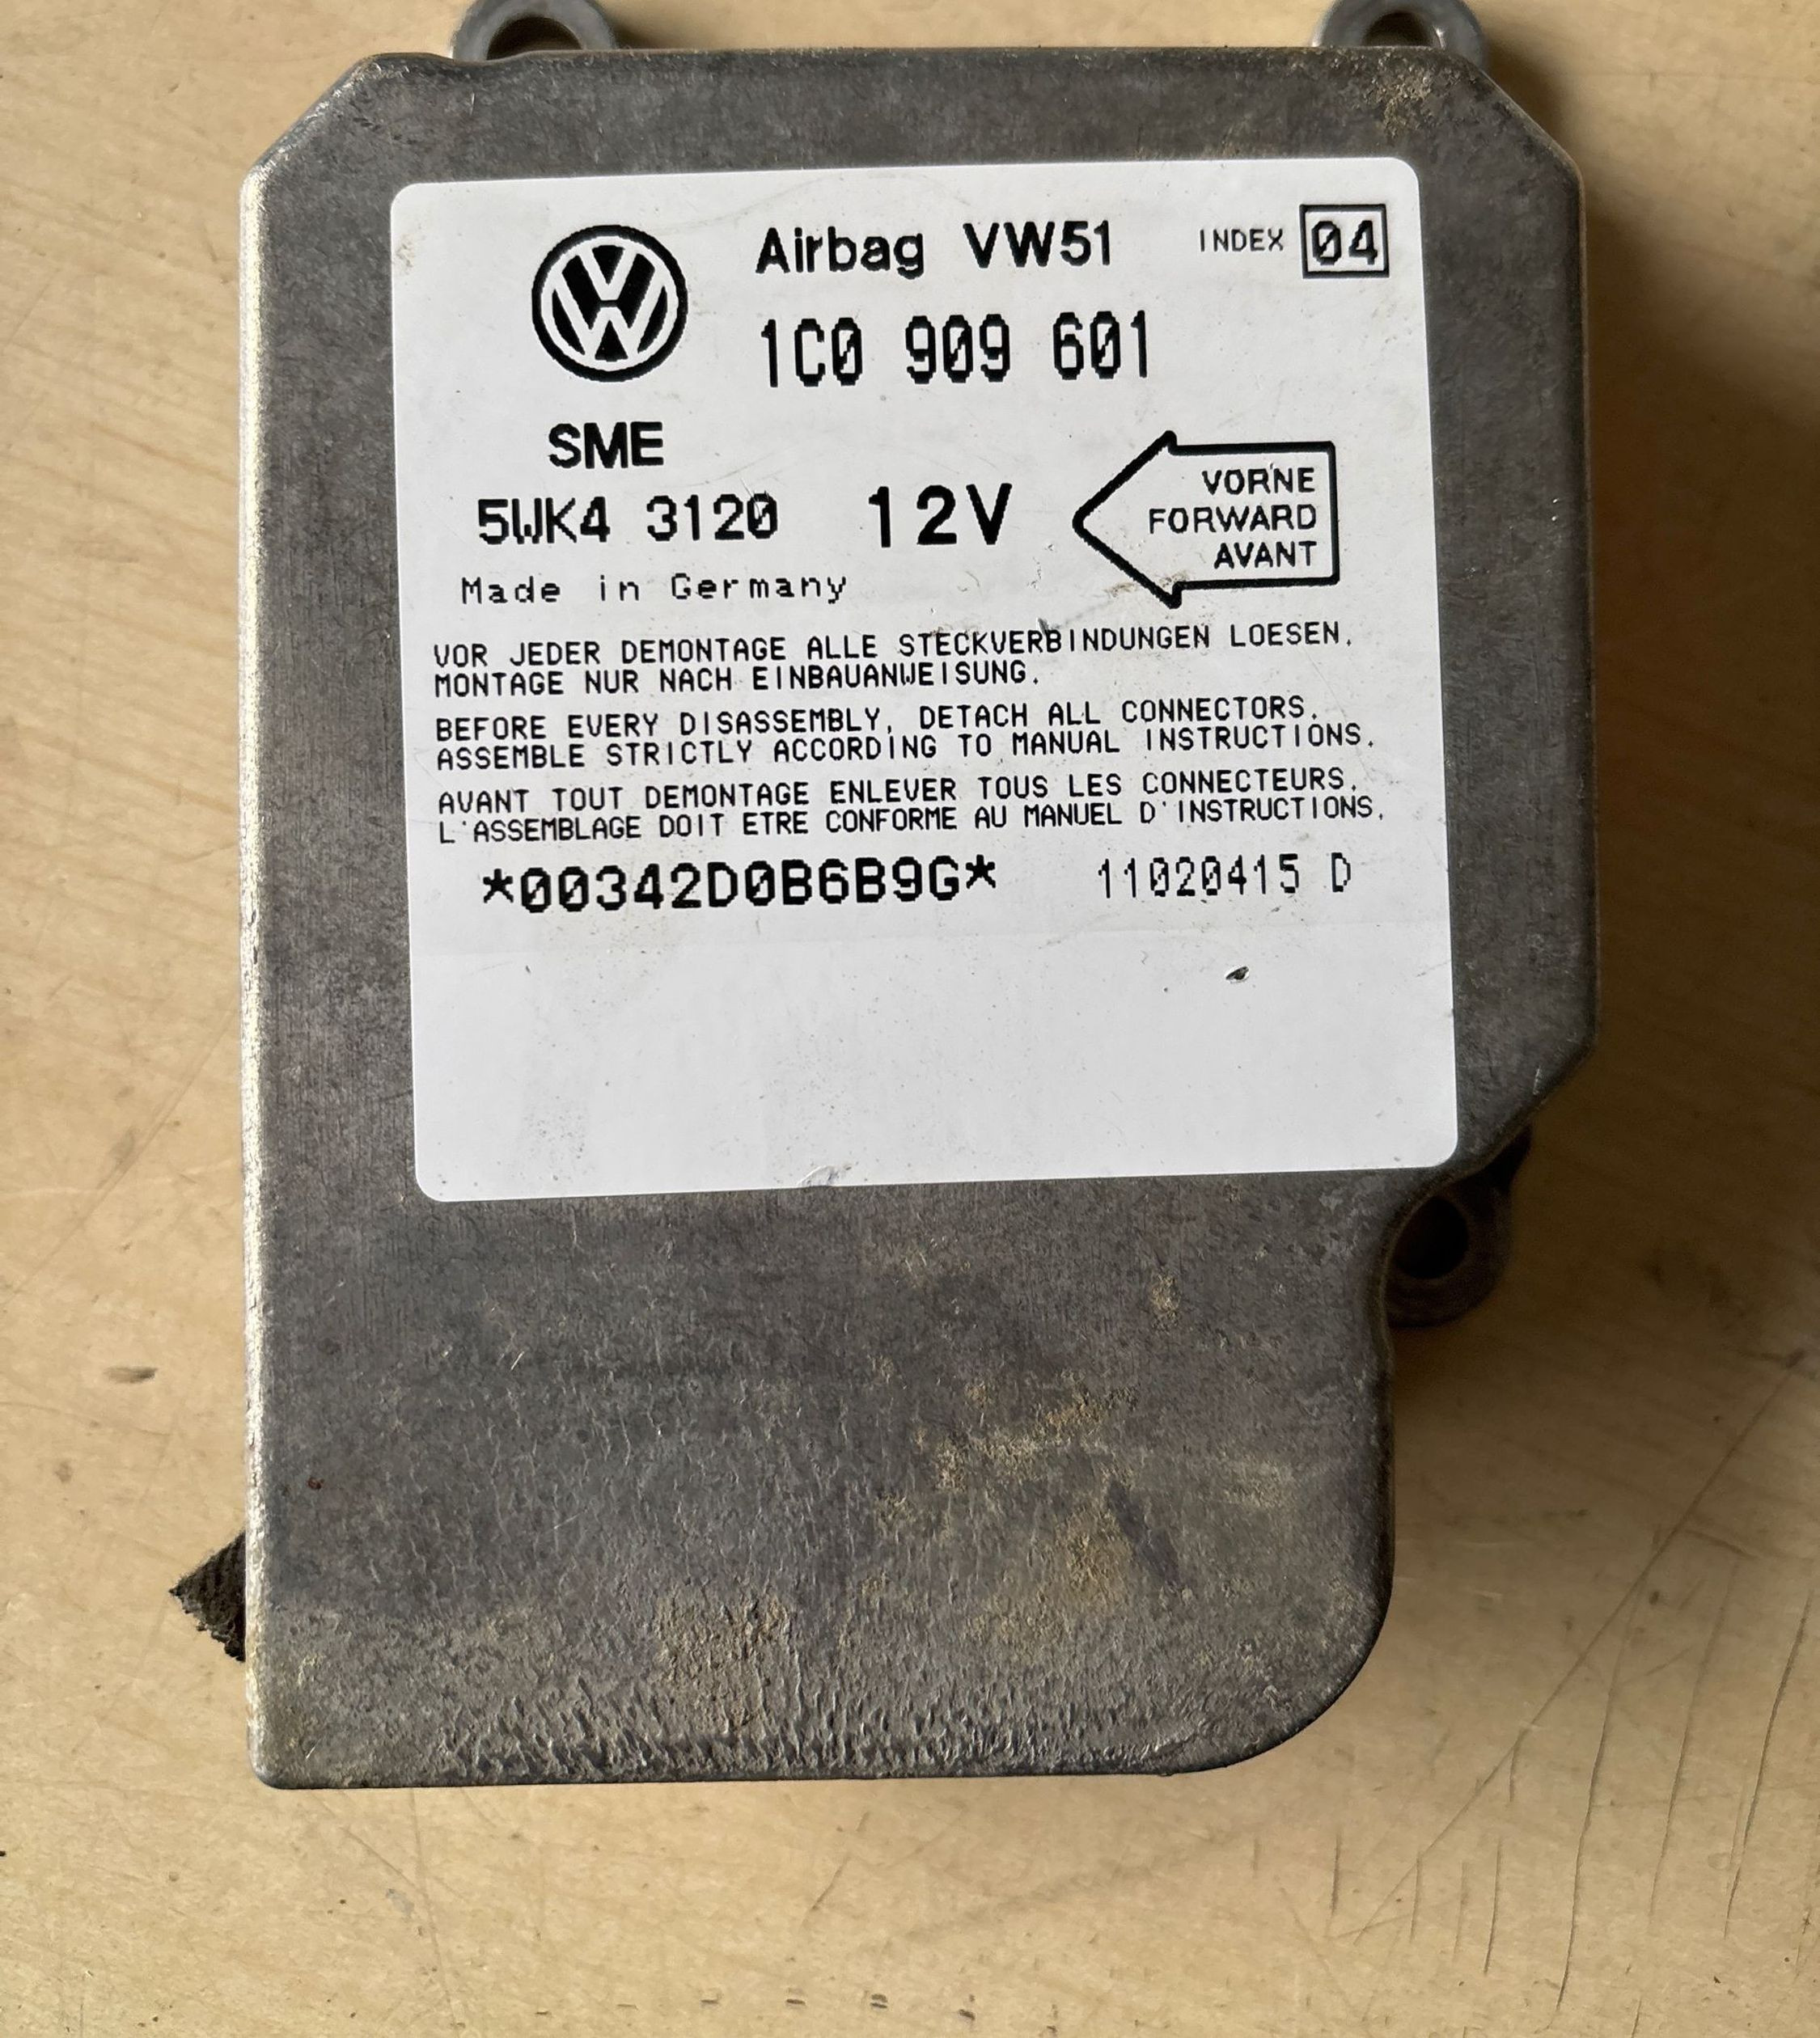 Airbag VW51 INDEX 04
1C0 909 601
SME
5WK4 3120 12V
VORNE
FORWARD
AVANT
Made in Germany
VOR JEDER DEMONTAGE ALLE STECKVERBINDUNGEN LOESEN.
MONTAGE NUR NACH EINBAUANWEISUNG.
BEFORE EVERY DISASSEMBLY, DETACH ALL CONNECTORS.
ASSEMBLE STRICTLY ACCORDING TO MANUAL INSTRUCTIONS.
AVANT TOUT DEMONTAGE ENLEVER TOUS LES CONNECTEURS.
L'ASSEMBLAGE DOIT ETRE CONFORME AU MANUEL D'INSTRUCTIONS.
*00342D0B6B9G* 11020415 D